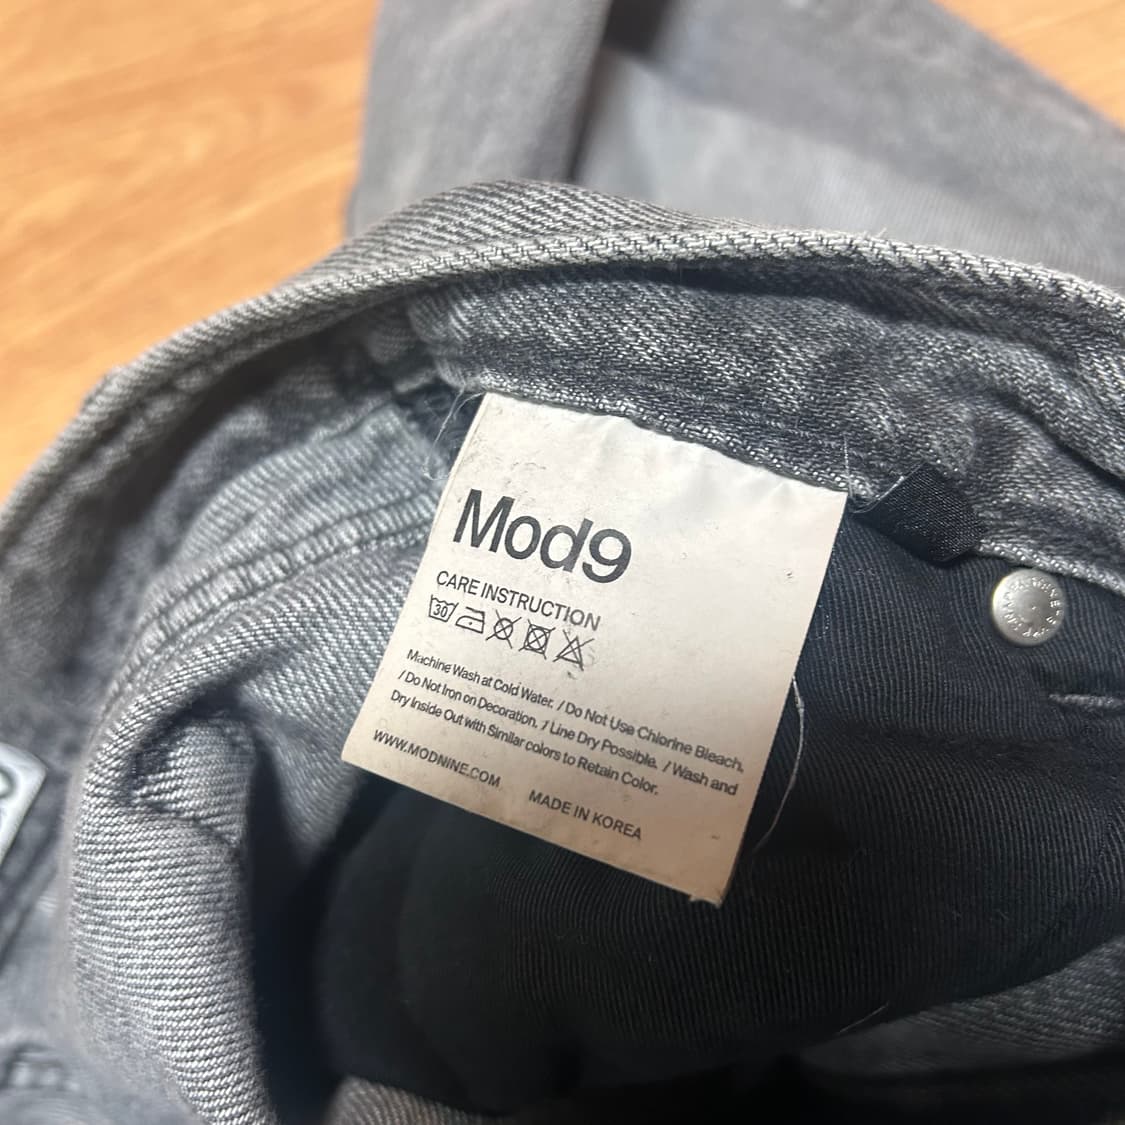 Mod9
CARE INSTRUCTION
30
Machine Wash at Cold Water. / Do Not Use Chlorine Bleach.
/ Do Not Iron on Decoration. / Line Dry Possible. / Wash and
Dry Inside Out with Similar colors to Retain Color.
WWW.MODNINE.COM MADE IN KOREA